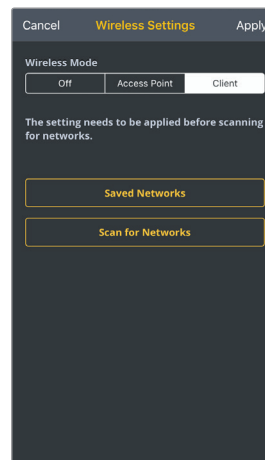 Cancel Wireless Settings Apply
Wireless Mode
Off Access Point Client
The setting needs to be applied before scanning
for networks.
Saved Networks
Scan for Networks